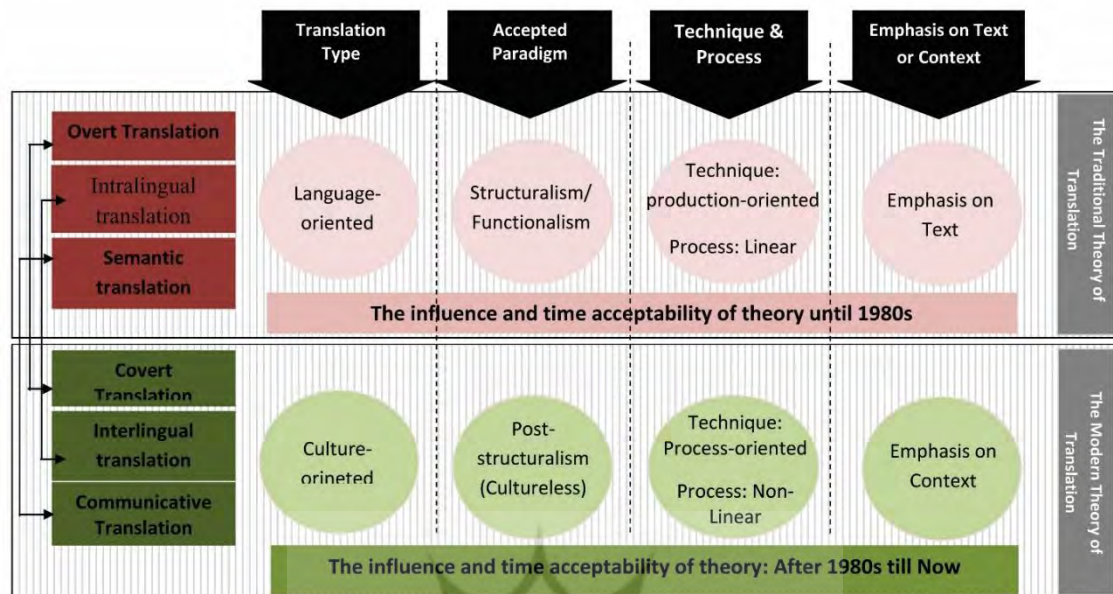 Translation
Type
Accepted
Paradigm
Technique &
Process
Emphasis on Text
or Context
Overt Translation
Intralingual
translation
Semantic
translation
Language-
oriented
Structuralism/
Functionalism
Technique:
production-oriented
Process: Linear
Emphasis on
Text
The influence and time acceptability of theory until 1980s
The Traditional Theory of
Translation
Covert
Translation
Interlingual
translation
Communicative
Translation
Culture-
orineted
Post-
structuralism
(Cultureless)
Technique:
Process-oriented
Process: Non-
Linear
Emphasis on
Context
The influence and time acceptability of theory: After 1980s till Now
The Modern Theory of
Translation